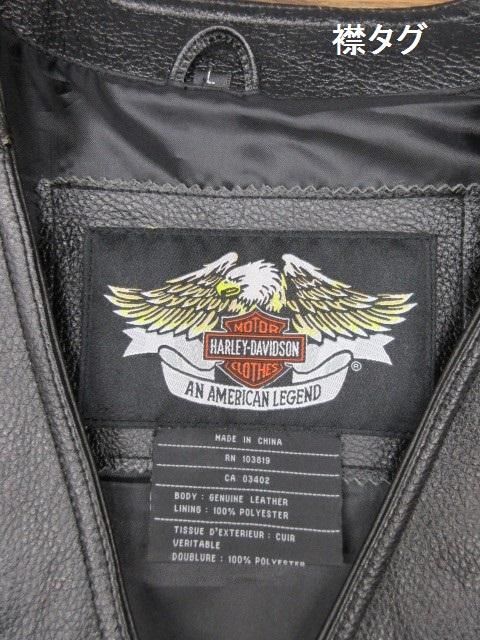 襟タグ
L
MOTOR
HARLEY-DAVIDSON
CLOTHES
®
AN AMERICAN LEGEND
MADE IN CHINA
RN 103819
CA 03402
BODY : GENUINE LEATHER
LINING : 100% POLYESTER
TISSUE D'EXTERIEUR : CUIR
VERITABLE
DOUBLURE : 100% POLYESTER